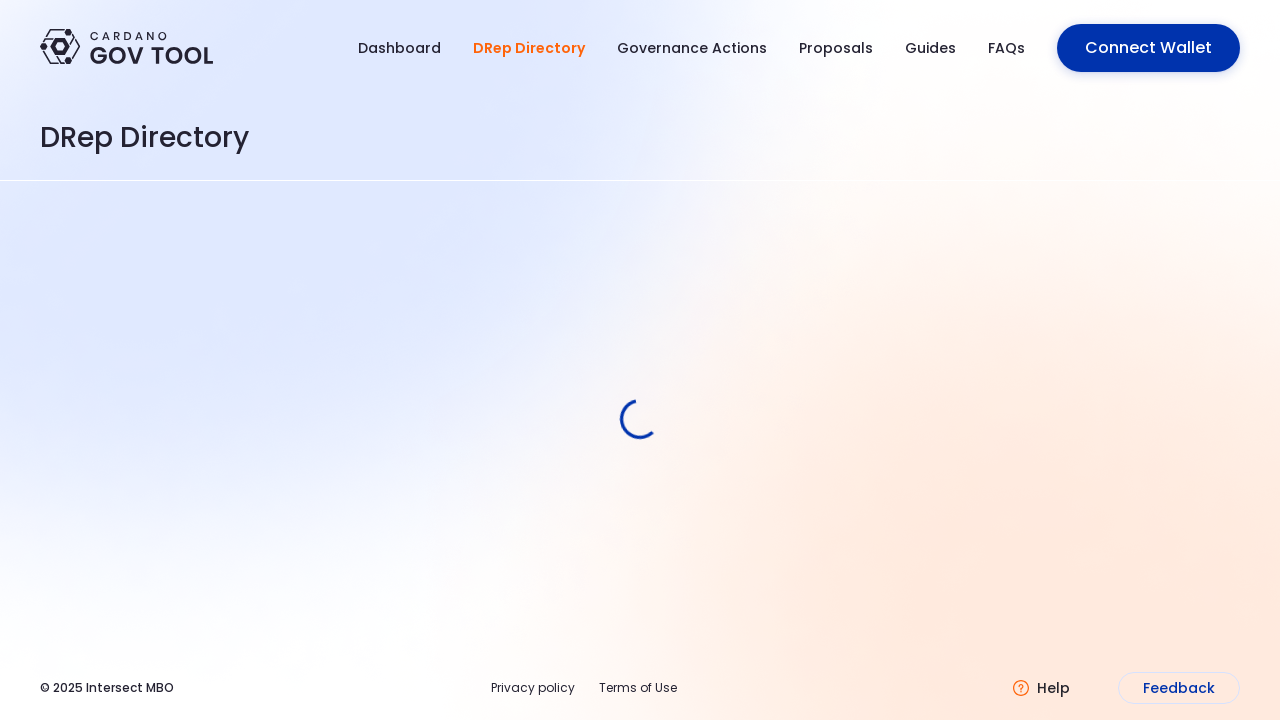 CARDANO
GOV TOOL
Dashboard
DRep Directory
Governance Actions
Proposals
Guides
FAQs
Connect Wallet
DRep Directory
© 2025 Intersect MBO
Privacy policy
Terms of Use
Help
Feedback